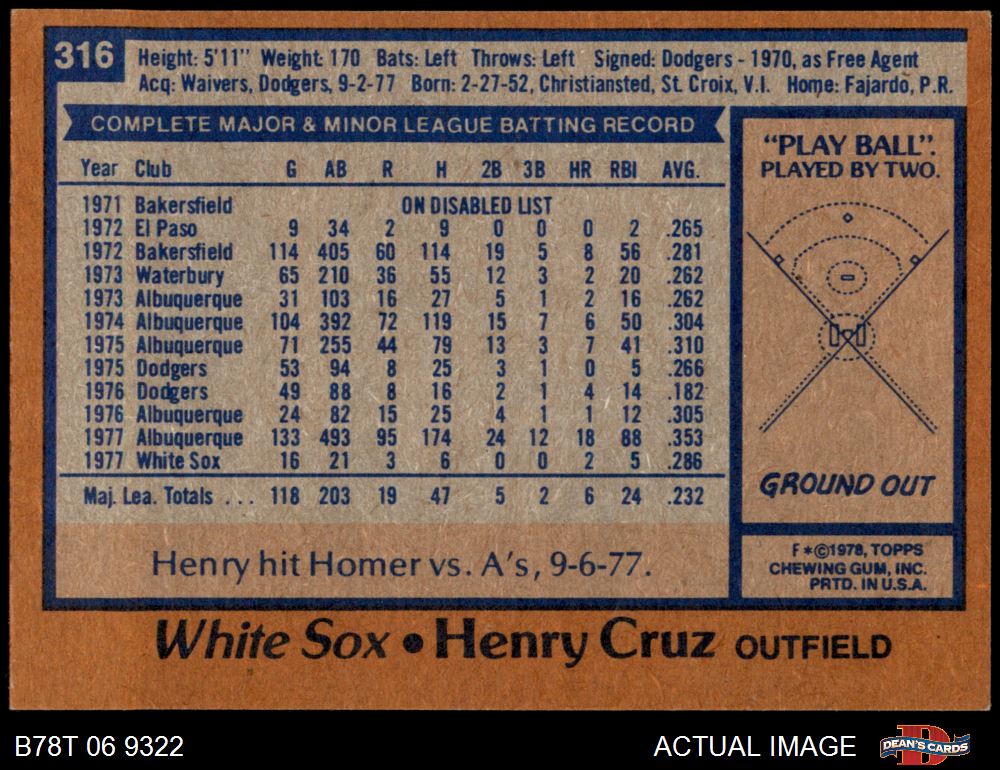 316
Height: 5'11" Weight: 170 Bats: Left Throws: Left Signed: Dodgers - 1970, as Free Agent
Acq: Waivers, Dodgers, 9-2-77 Born: 2-27-52, Christiansted, St. Croix, V.I. Home: Fajardo, P.R.
COMPLETE MAJOR & MINOR LEAGUE BATTING RECORD
Year Club G AB R H 2B 3B HR RBI AVG.
1971 Bakersfield ON DISABLED LIST
1972 El Paso 9 34 2 9 0 0 0 2 .265
1972 Bakersfield 114 405 60 114 19 5 8 56 .281
1973 Waterbury 65 210 36 55 12 3 2 20 .262
1973 Albuquerque 31 103 16 27 5 1 2 16 .262
1974 Albuquerque 104 392 72 119 15 7 6 50 .304
1975 Albuquerque 71 255 44 79 13 3 7 41 .310
1975 Dodgers 53 94 8 25 3 1 0 5 .266
1976 Dodgers 49 88 8 16 2 1 4 14 .182
1976 Albuquerque 24 82 15 25 4 1 1 12 .305
1977 Albuquerque 133 493 95 174 24 12 18 88 .353
1977 White Sox 16 21 3 6 0 0 2 5 .286
Maj. Lea. Totals . . . 118 203 19 47 5 2 6 24 .232
Henry hit Homer vs. A's, 9-6-77.
"PLAY BALL".
PLAYED BY TWO.
GROUND OUT
F*©1978, TOPPS
CHEWING GUM, INC.
PRTD. IN U.S.A.
White Sox • Henry Cruz OUTFIELD
B78T 06 9322
ACTUAL IMAGE
D
DEAN'S CARDS